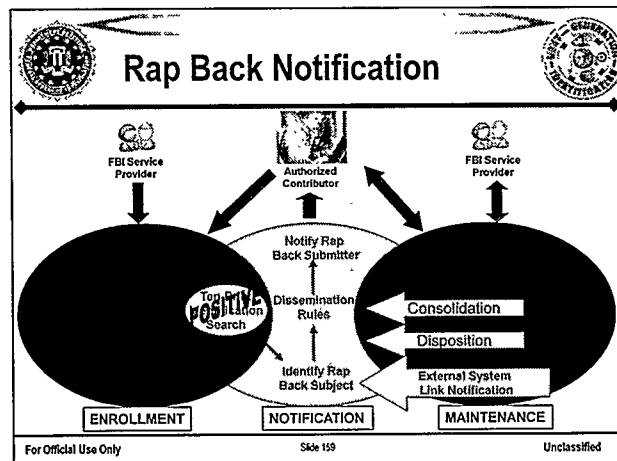 Rap Back Notification
FBI Service
Provider
Authorized
Contributor
FBI Service
Provider
Notify Rap
Back Submitter
Dissemination
Rules
Identify Rap
Back Subject
POSITIVE
Search
Consolidation
Disposition
External System
Link Notification
ENROLLMENT
NOTIFICATION
MAINTENANCE
For Official Use Only
Slide 159
Unclassified